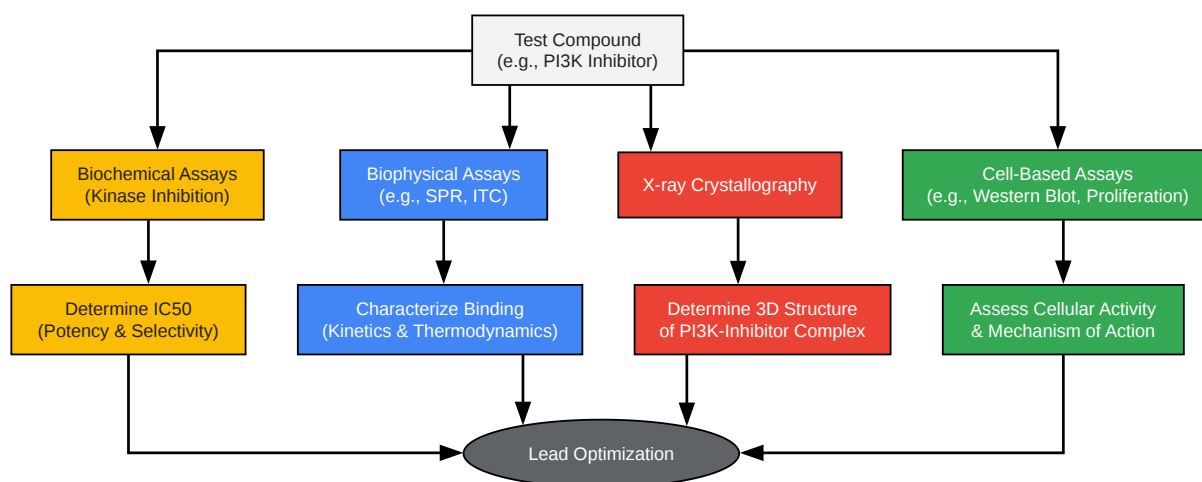 Test Compound
(e.g., PI3K Inhibitor)
Biochemical Assays
(Kinase Inhibition)
Biophysical Assays
(e.g., SPR, ITC)
X-ray Crystallography
Cell-Based Assays
(e.g., Western Blot, Proliferation)
Determine IC50
(Potency & Selectivity)
Characterize Binding
(Kinetics & Thermodynamics)
Determine 3D Structure
of PI3K-Inhibitor Complex
Assess Cellular Activity
& Mechanism of Action
Lead Optimization